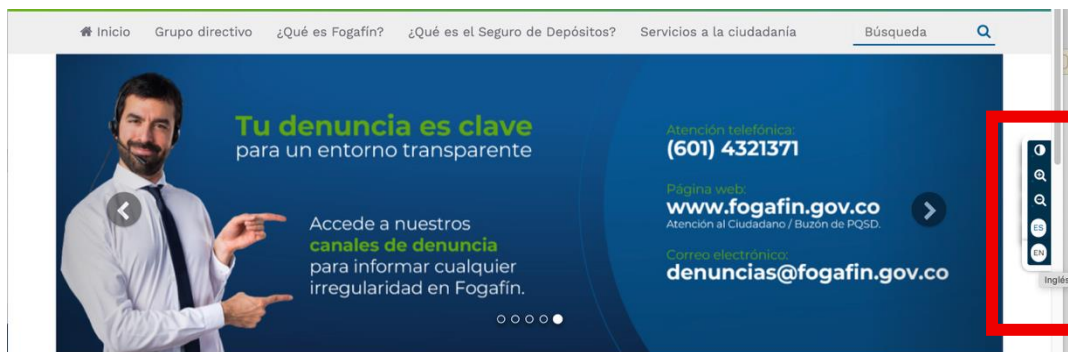 Inicio Grupo directivo ¿Qué es Fogafín? ¿Qué es el Seguro de Depósitos? Servicios a la ciudadanía Búsqueda
Tu denuncia es clave
para un entorno transparente
Accede a nuestros
canales de denuncia
para informar cualquier
irregularidad en Fogafín.
Atención telefónica:
(601) 4321371
Página web:
www.fogafin.gov.co
Atención al Ciudadano / Buzón de PQSD.
Correo electrónico:
denuncias@fogafin.gov.co
ES
EN
Inglés